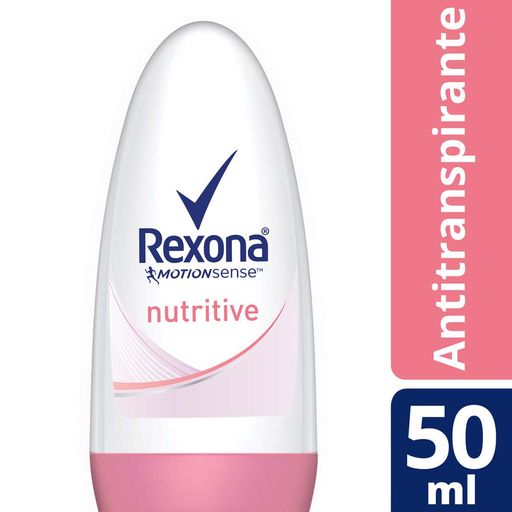 Rexona®
MOTIONsense™
nutritive
Antitranspirante
50
ml